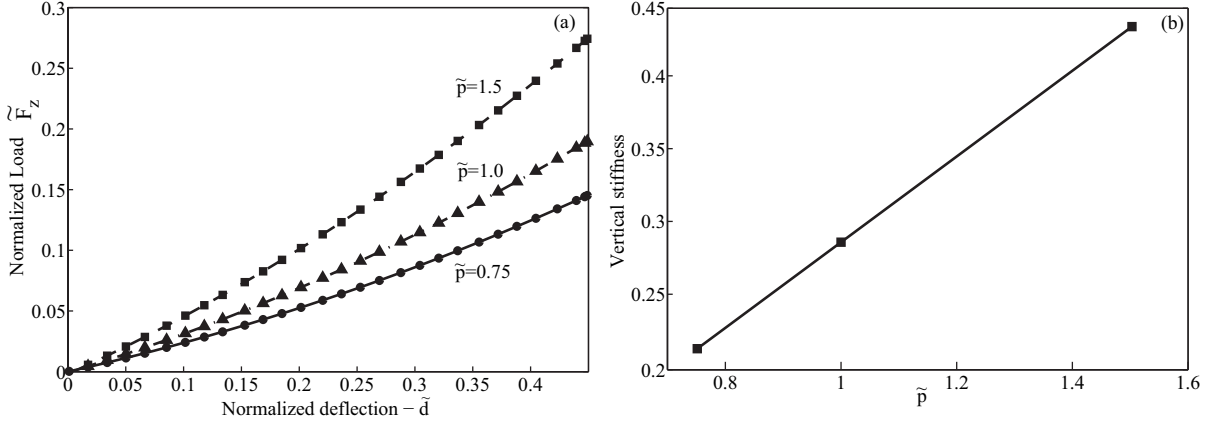 (a)
0.3
0.25
0.2
0.15
0.1
0.05
0
Normalized Load F̃z
p̃=1.5
p̃=1.0
p̃=0.75
0 0.05 0.1 0.15 0.2 0.25 0.3 0.35 0.4
Normalized deflection − d̃
(b)
0.45
0.4
0.35
0.3
0.25
0.2
Vertical stiffness
0.8 1 1.2 1.4 1.6
p̃